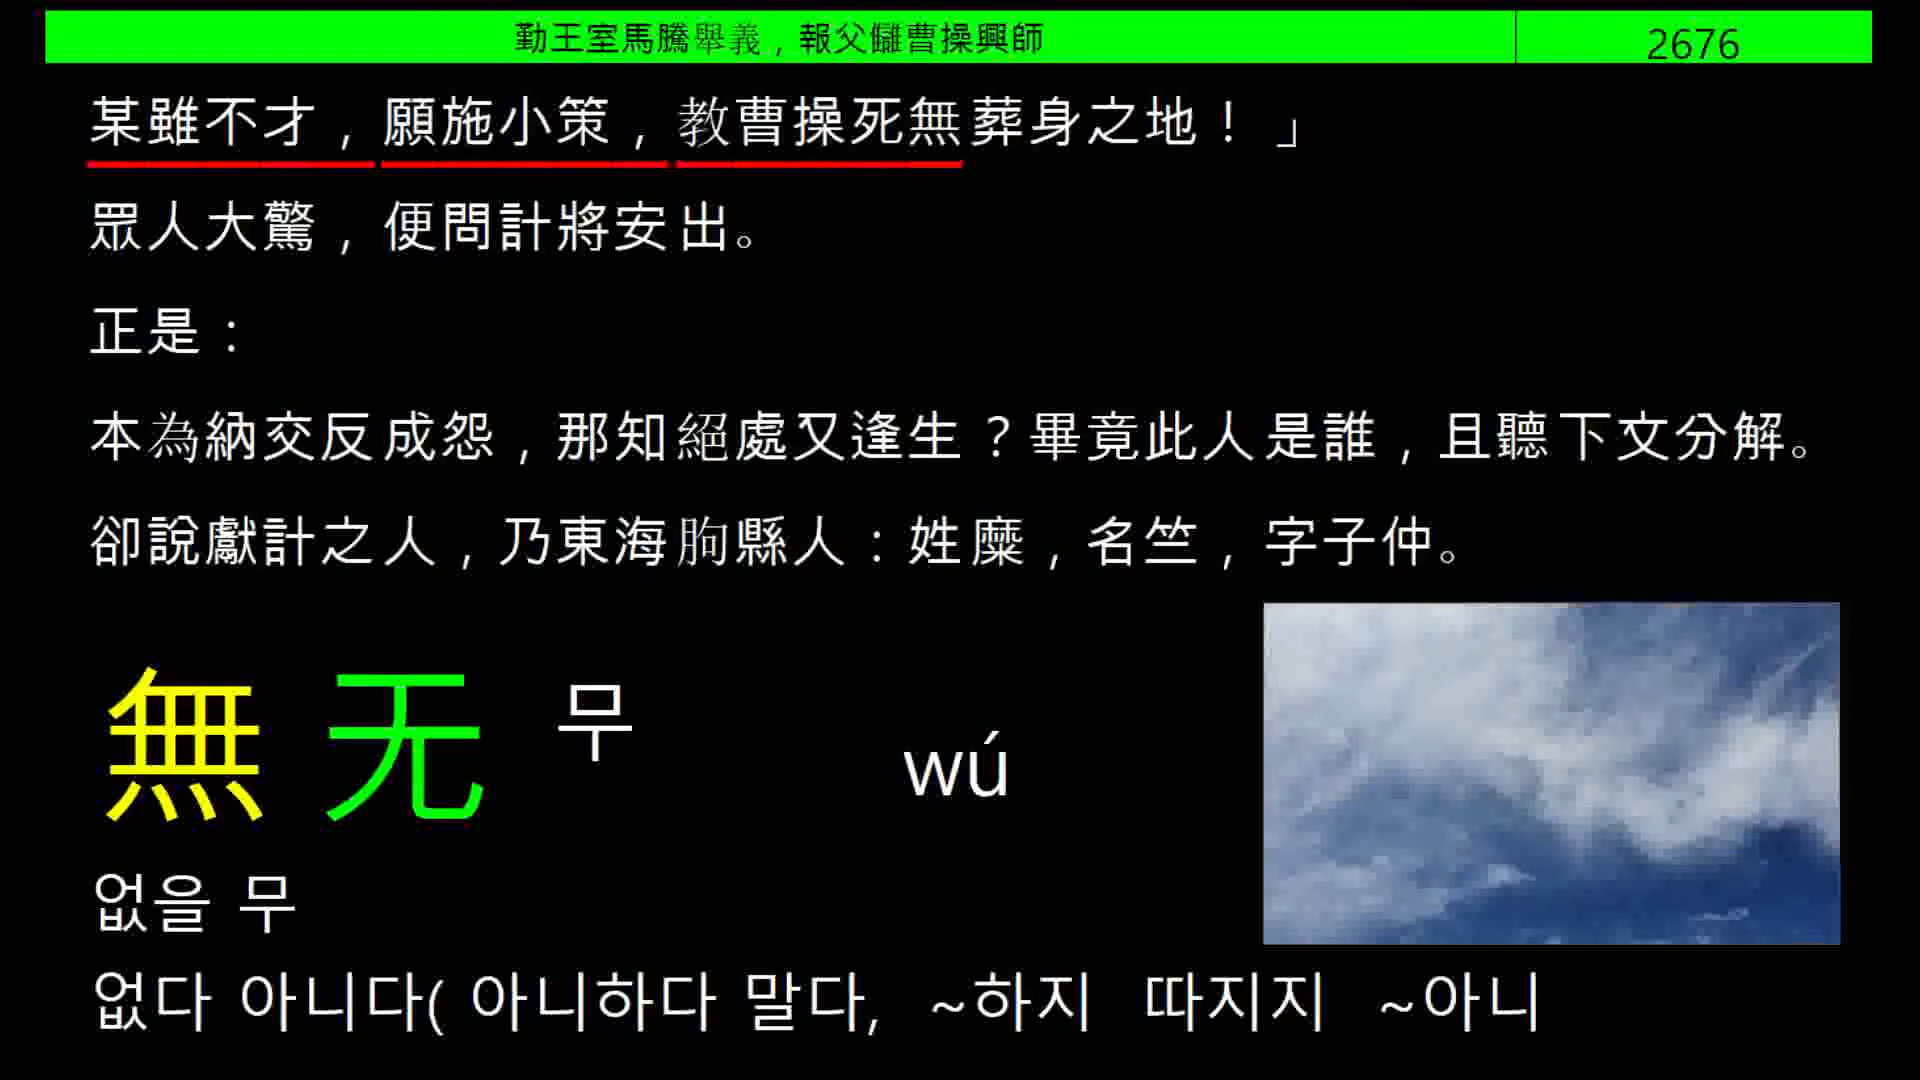 勤王室馬騰舉義，報父讎曹操興師 2676
某雖不才，願施小策，教曹操死無葬身之地！」
眾人大驚，便問計將安出。
正是：
本為納交反成怨，那知絕處又逢生？畢竟此人是誰，且聽下文分解。
卻說獻計之人，乃東海朐縣人：姓糜，名竺，字子仲。
無 无 무 wú
없을 무
없다 아니다( 아니하다 말다, ~하지 따지지 ~아니